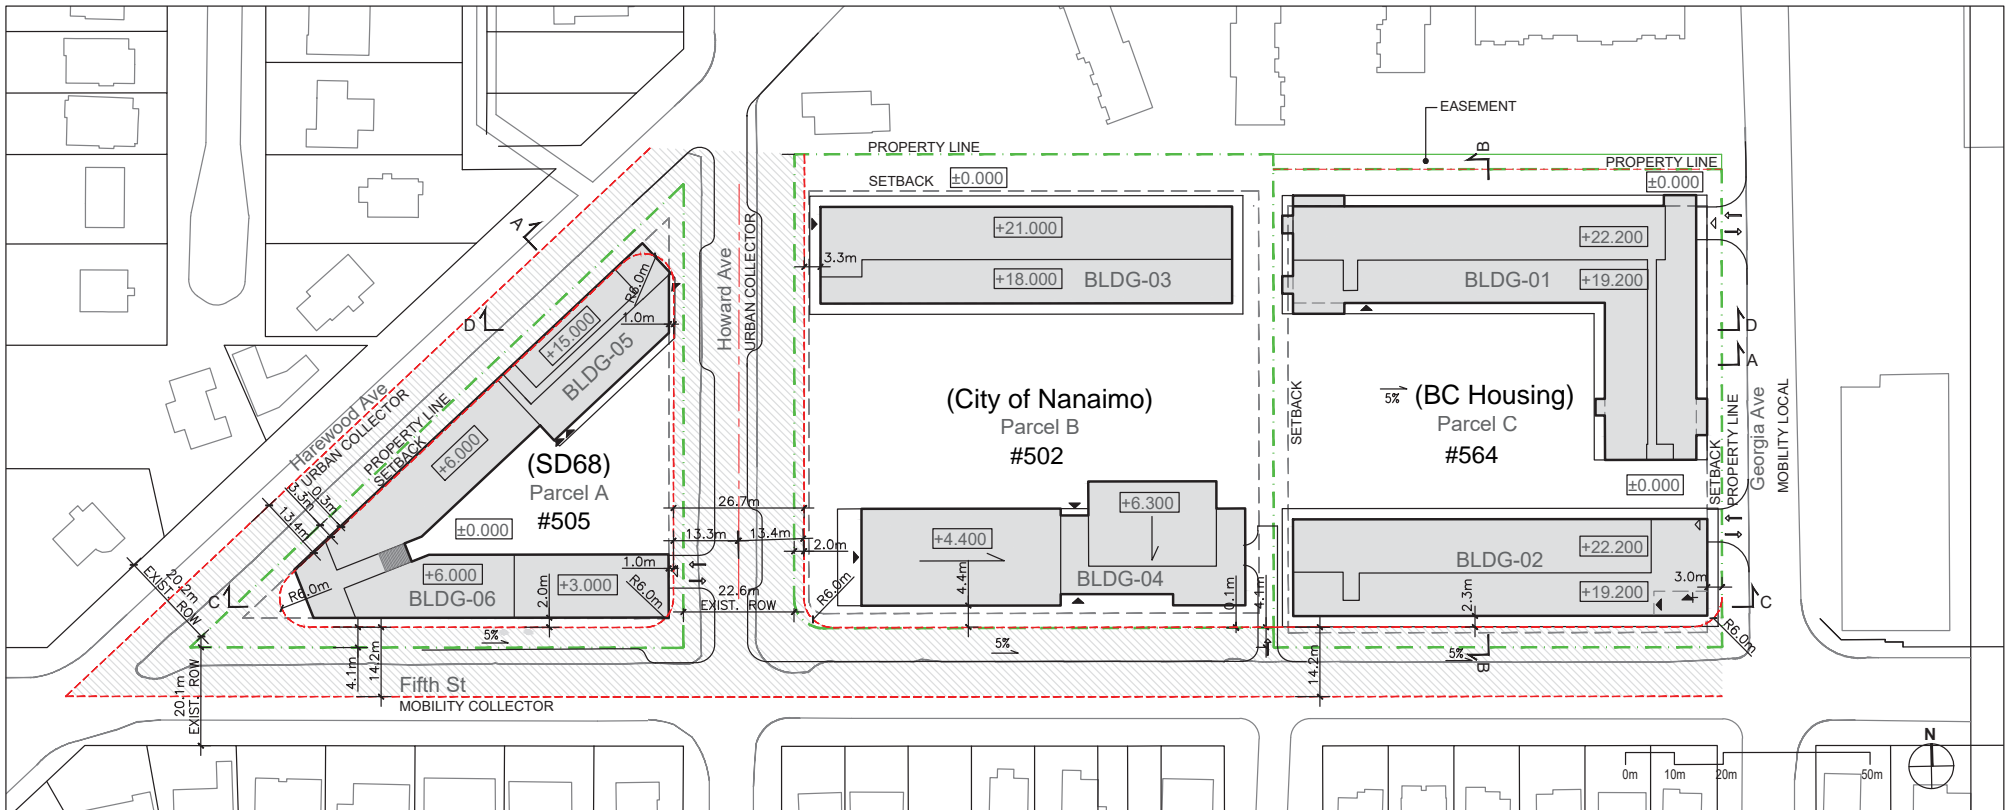 EASEMENT
PROPERTY LINE
B
PROPERTY LINE
SETBACK
±0.000
±0.000
A
+21.000
3.3m
+18.000
BLDG-03
+22.200
BLDG-01
+19.200
R6.0m
1.0m
D
+15.000
BLDG-05
Howard Ave
URBAN COLLECTOR
D
A
Harewood Ave
URBAN COLLECTOR
PROPERTY LINE
SETBACK
+6.000
(SD68)
Parcel A
#505
±0.000
(City of Nanaimo)
Parcel B
#502
SETBACK
5%
(BC Housing)
Parcel C
#564
±0.000
SETBACK
PROPERTY LINE
Georgia Ave
MOBILITY LOCAL
3.3m
0.3m
13.4m
26.7m
13.3m
13.4m
2.0m
+6.300
+4.400
4.4m
BLDG-04
R6.0m
0.1m
4.1m
BLDG-02
+22.200
+19.200
3.0m
2.3m
C
R6.0m
20.2m
EXIST. ROW
C
R6.0m
+6.000
BLDG-06
+3.000
2.0m
1.0m
R6.0m
22.6m
EXIST. ROW
5%
5%
5%
B
4.1m
14.2m
14.2m
20.1m
EXIST. ROW
Fifth St
MOBILITY COLLECTOR
N
0m
10m
20m
50m